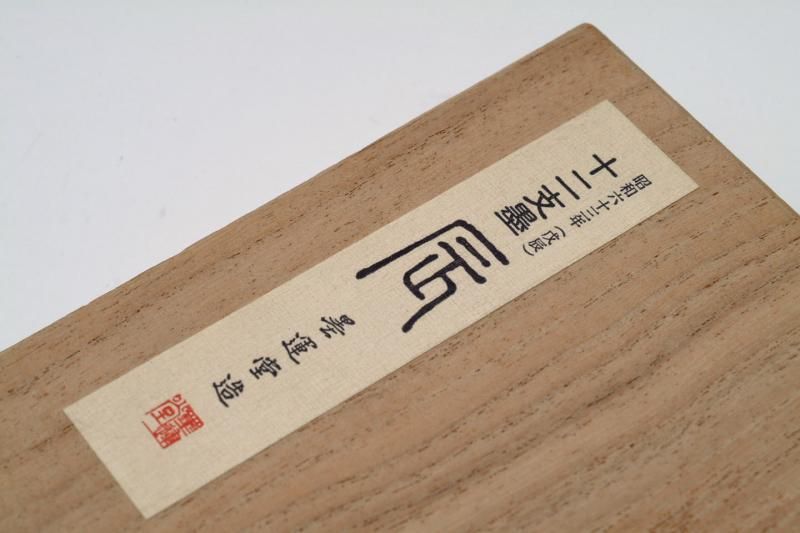 昭和六十三年(戊辰)
十二支墨
辰
墨運堂造